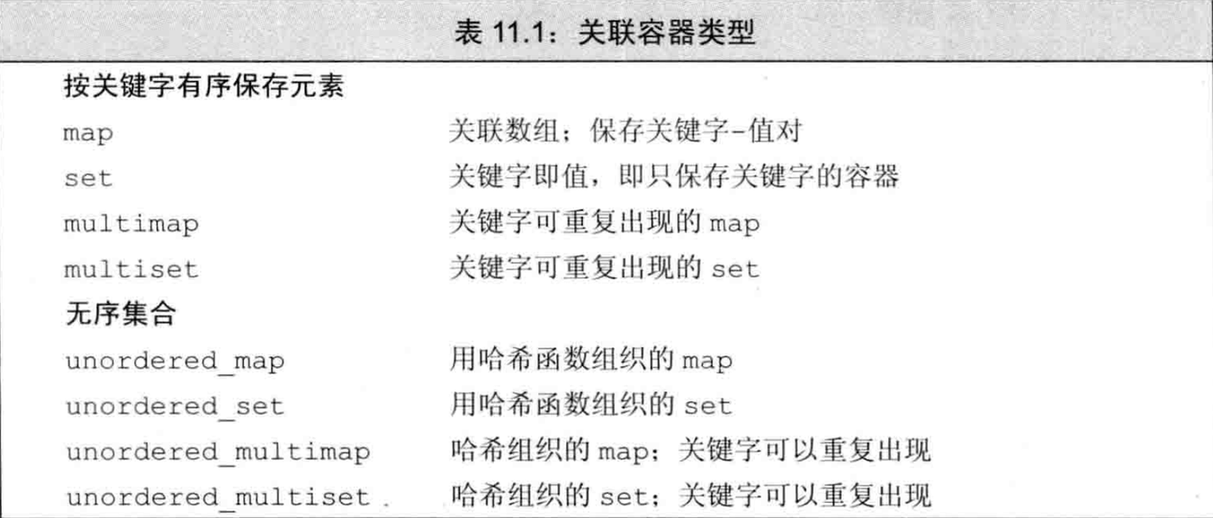 表 11.1：关联容器类型
按关键字有序保存元素
map 关联数组；保存关键字-值对
set 关键字即值，即只保存关键字的容器
multimap 关键字可重复出现的 map
multiset 关键字可重复出现的 set
无序集合
unordered_map 用哈希函数组织的 map
unordered_set 用哈希函数组织的 set
unordered_multimap 哈希组织的 map；关键字可以重复出现
unordered_multiset 哈希组织的 set；关键字可以重复出现